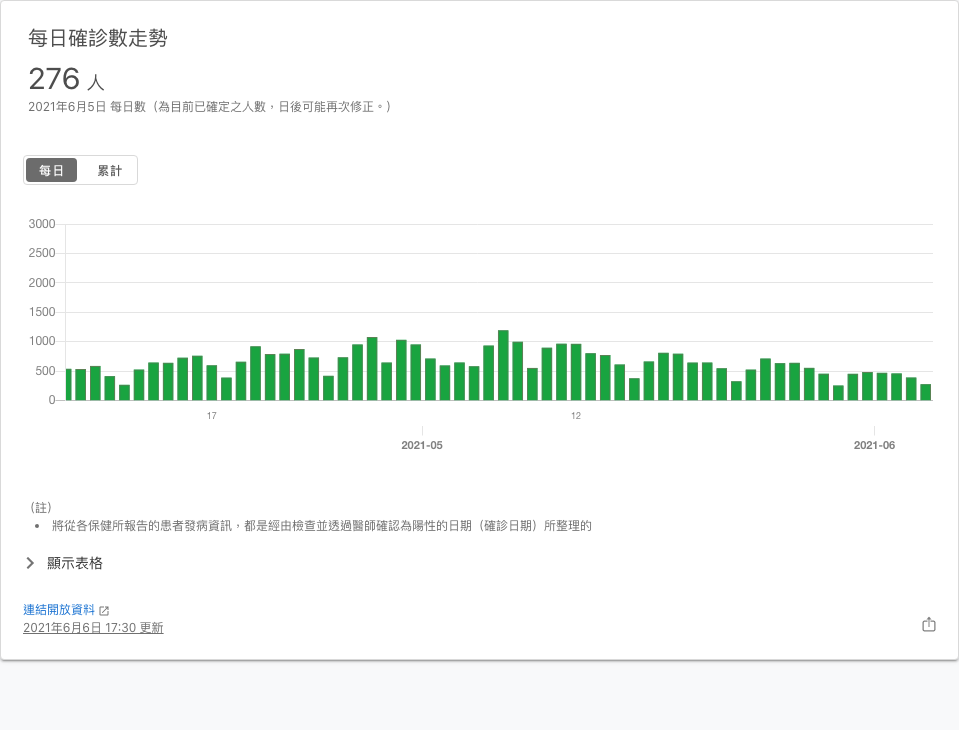 每日確診數走勢
276 人
2021年6月5日 每日數（為目前已確定之人數，日後可能再次修正。）
每日 累計
3000
2500
2000
1500
1000
500
0
17 12
2021-05 2021-06
（註）
• 將從各保健所報告的患者發病資訊，都是經由檢查並透過醫師確認為陽性的日期（確診日期）所整理的
顯示表格
連結開放資料
2021年6月6日 17:30 更新